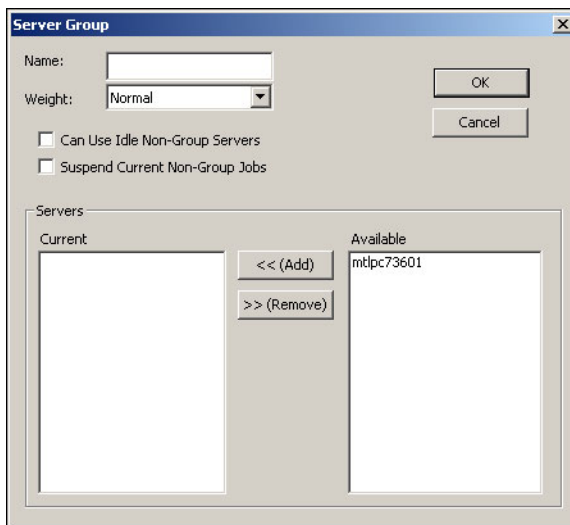 Server Group
Name:
OK
Weight: Normal
Cancel
Can Use Idle Non-Group Servers
Suspend Current Non-Group Jobs
Servers
Current
Available
<< (Add)
mtlpc73601
>> (Remove)